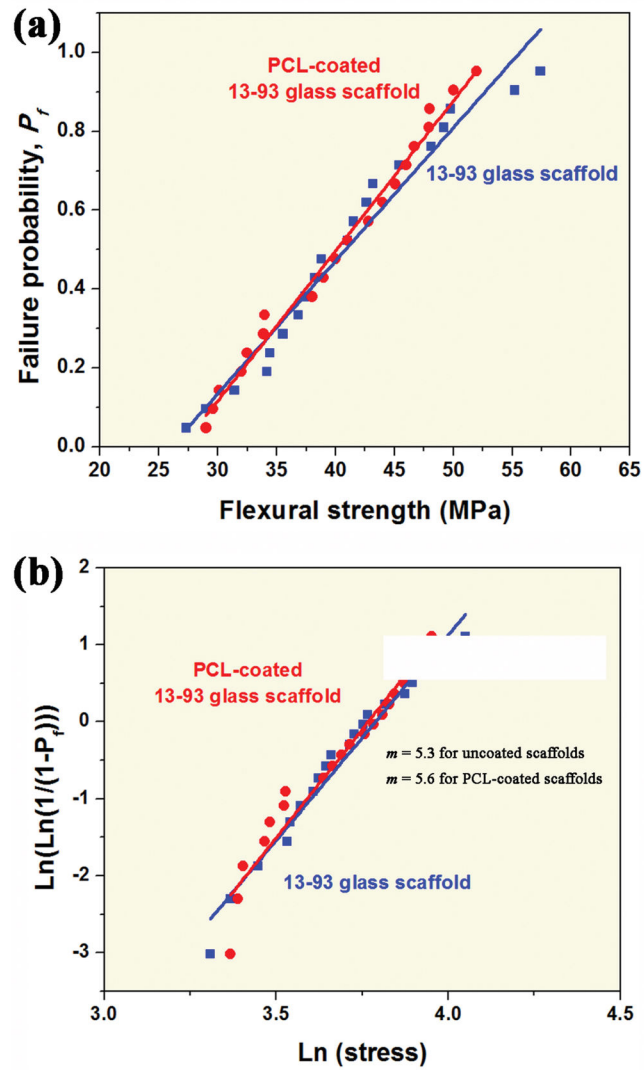 (a)
1.0
0.8
0.6
0.4
0.2
0.0
Failure probability, P_f
PCL-coated
13-93 glass scaffold
13-93 glass scaffold
20 25 30 35 40 45 50 55 60 65
Flexural strength (MPa)
(b)
2
1
0
-1
-2
-3
Ln(Ln(1/(1-P_f)))
PCL-coated
13-93 glass scaffold
m = 5.3 for uncoated scaffolds
m = 5.6 for PCL-coated scaffolds
13-93 glass scaffold
3.0 3.5 4.0 4.5
Ln (stress)